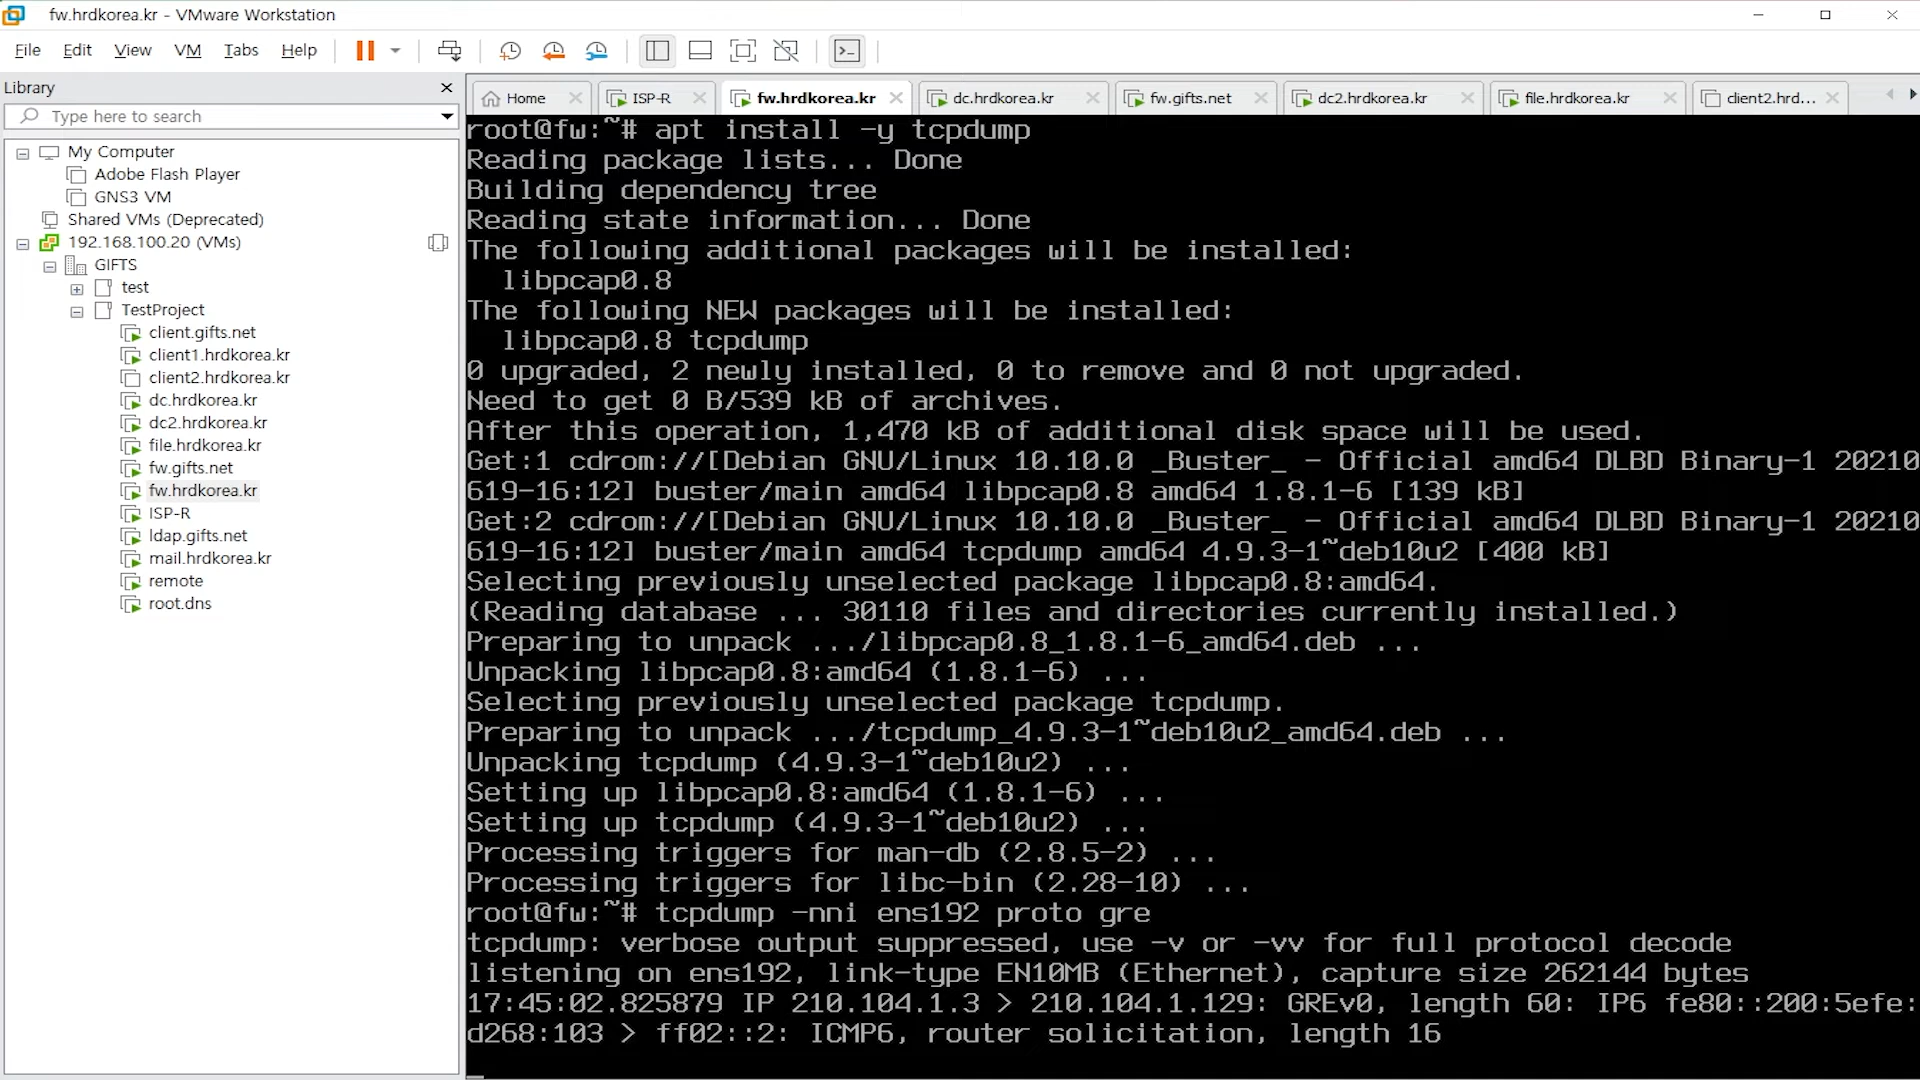 fw.hrdkorea.kr - VMware Workstation
File Edit View VM Tabs Help
Library
Type here to search
My Computer
Adobe Flash Player
GNS3 VM
Shared VMs (Deprecated)
192.168.100.20 (VMs)
GIFTS
test
TestProject
client.gifts.net
client1.hrdkorea.kr
client2.hrdkorea.kr
dc.hrdkorea.kr
dc2.hrdkorea.kr
file.hrdkorea.kr
fw.gifts.net
fw.hrdkorea.kr
ISP-R
ldap.gifts.net
mail.hrdkorea.kr
remote
root.dns
Home ISP-R fw.hrdkorea.kr dc.hrdkorea.kr fw.gifts.net dc2.hrdkorea.kr file.hrdkorea.kr client2.hrd...
root@fw:~# apt install -y tcpdump
Reading package lists... Done
Building dependency tree
Reading state information... Done
The following additional packages will be installed:
  libpcap0.8
The following NEW packages will be installed:
  libpcap0.8 tcpdump
0 upgraded, 2 newly installed, 0 to remove and 0 not upgraded.
Need to get 0 B/539 kB of archives.
After this operation, 1,470 kB of additional disk space will be used.
Get:1 cdrom://[Debian GNU/Linux 10.10.0 _Buster_ - Official amd64 DLBD Binary-1 20210
619-16:12] buster/main amd64 libpcap0.8 amd64 1.8.1-6 [139 kB]
Get:2 cdrom://[Debian GNU/Linux 10.10.0 _Buster_ - Official amd64 DLBD Binary-1 20210
619-16:12] buster/main amd64 tcpdump amd64 4.9.3-1~deb10u2 [400 kB]
Selecting previously unselected package libpcap0.8:amd64.
(Reading database ... 30110 files and directories currently installed.)
Preparing to unpack .../libpcap0.8_1.8.1-6_amd64.deb ...
Unpacking libpcap0.8:amd64 (1.8.1-6) ...
Selecting previously unselected package tcpdump.
Preparing to unpack .../tcpdump_4.9.3-1~deb10u2_amd64.deb ...
Unpacking tcpdump (4.9.3-1~deb10u2) ...
Setting up libpcap0.8:amd64 (1.8.1-6) ...
Setting up tcpdump (4.9.3-1~deb10u2) ...
Processing triggers for man-db (2.8.5-2) ...
Processing triggers for libc-bin (2.28-10) ...
root@fw:~# tcpdump -nni ens192 proto gre
tcpdump: verbose output suppressed, use -v or -vv for full protocol decode
listening on ens192, link-type EN10MB (Ethernet), capture size 262144 bytes
17:45:02.825879 IP 210.104.1.3 > 210.104.1.129: GREv0, length 60: IP6 fe80::200:5efe:
d268:103 > ff02::2: ICMP6, router solicitation, length 16